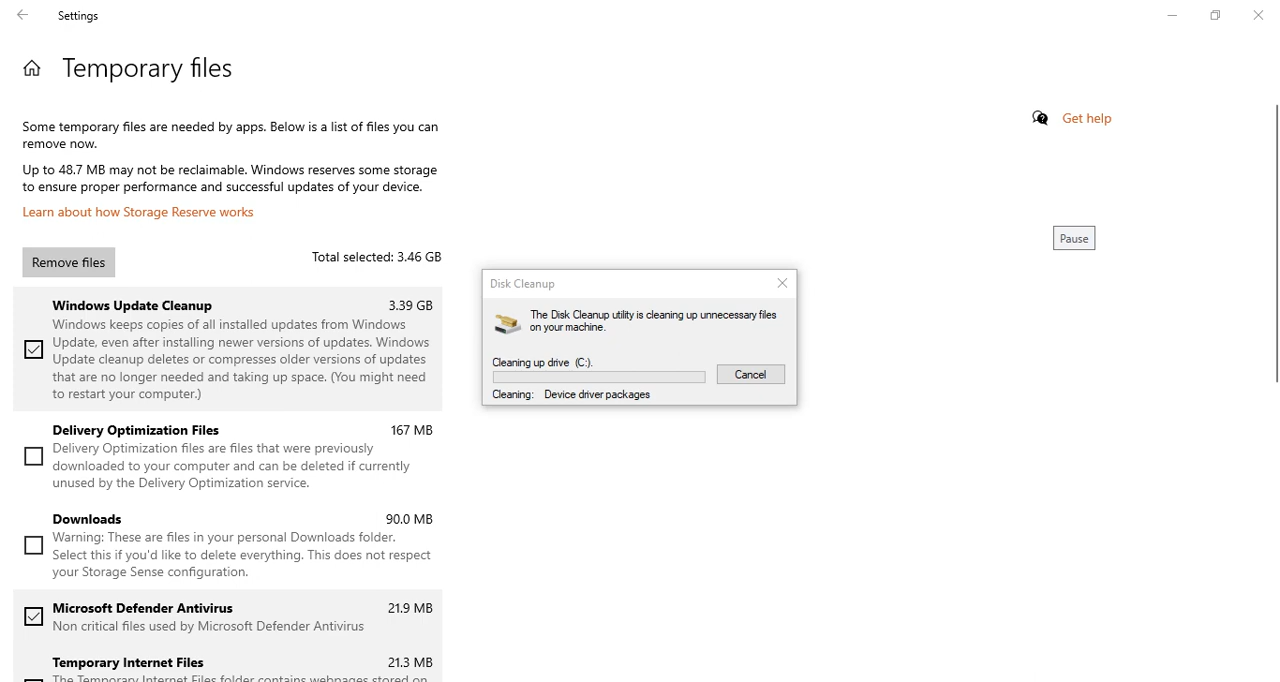 Settings
Temporary files
Some temporary files are needed by apps. Below is a list of files you can
remove now.
Up to 48.7 MB may not be reclaimable. Windows reserves some storage
to ensure proper performance and successful updates of your device.
Learn about how Storage Reserve works
Remove files
Total selected: 3.46 GB
Windows Update Cleanup 3.39 GB
Windows keeps copies of all installed updates from Windows
Update, even after installing newer versions of updates. Windows
Update cleanup deletes or compresses older versions of updates
that are no longer needed and taking up space. (You might need
to restart your computer.)
Delivery Optimization Files 167 MB
Delivery Optimization files are files that were previously
downloaded to your computer and can be deleted if currently
unused by the Delivery Optimization service.
Downloads 90.0 MB
Warning: These are files in your personal Downloads folder.
Select this if you'd like to delete everything. This does not respect
your Storage Sense configuration.
Microsoft Defender Antivirus 21.9 MB
Non critical files used by Microsoft Defender Antivirus
Temporary Internet Files 21.3 MB
The Temporary Internet Files folder contains webpages stored on
Disk Cleanup
The Disk Cleanup utility is cleaning up unnecessary files
on your machine.
Cleaning up drive (C:).
Cancel
Cleaning: Device driver packages
Get help
Pause